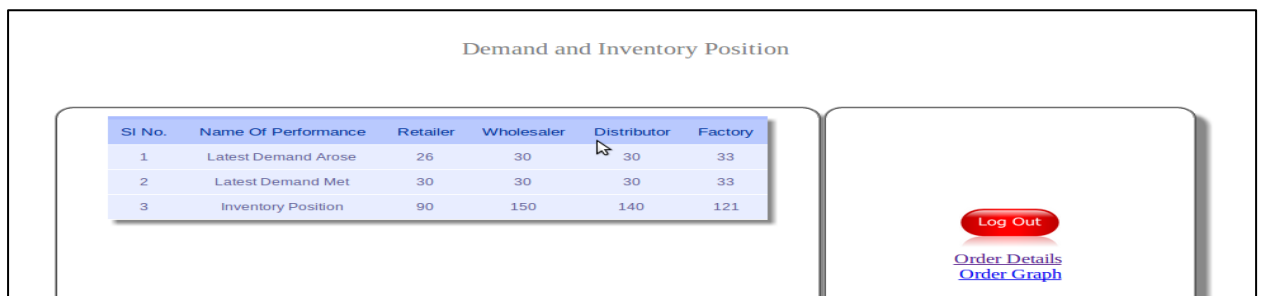 Demand and Inventory Position
SI No. Name Of Performance Retailer Wholesaler Distributor Factory
1 Latest Demand Arose 26 30 30 33
2 Latest Demand Met 30 30 30 33
3 Inventory Position 90 150 140 121
Log Out
Order Details
Order Graph